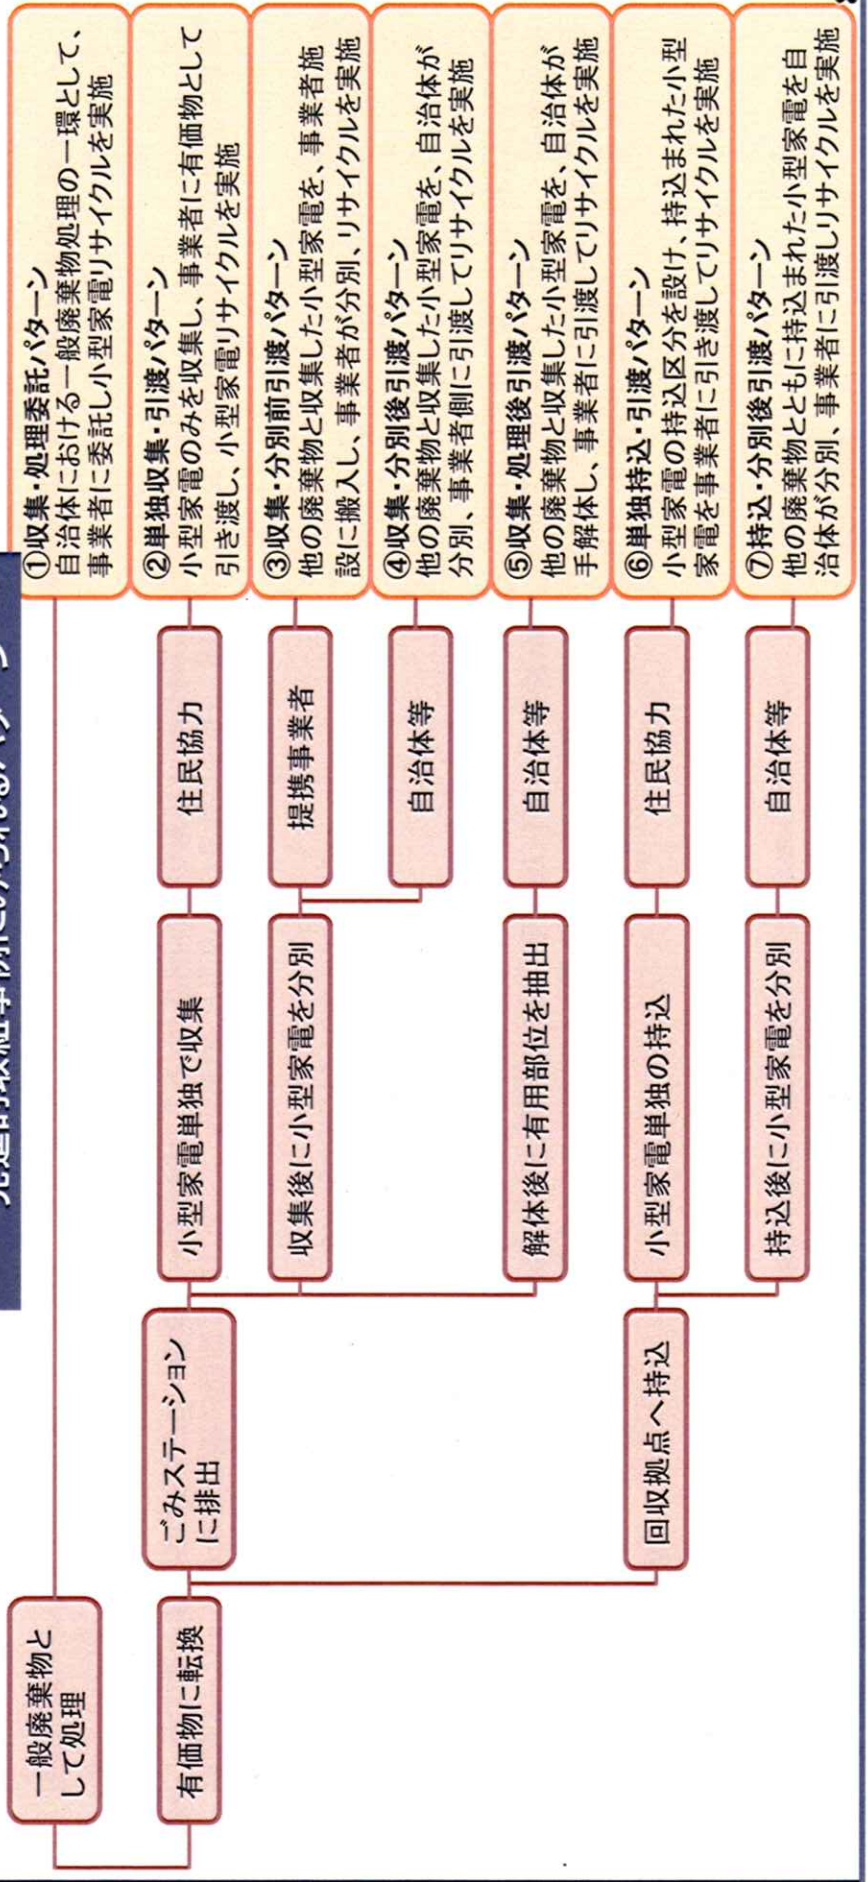 先進的取組事例にみられるパターン
一般廃棄物と
して処理
有価物に転換
ごみステーション
に排出
回収拠点へ持込
小型家電単独で収集
収集後に小型家電を分別
解体後に有用部位を抽出
小型家電単独の持込
持込後に小型家電を分別
住民協力
提携事業者
自治体等
自治体等
住民協力
自治体等
①収集・処理委託パターン
自治体における一般廃棄物処理の一環として、
事業者に委託し小型家電リサイクルを実施
②単独収集・引渡パターン
小型家電のみを収集し、事業者に有価物として
引き渡し、小型家電リサイクルを実施
③収集・分別前引渡パターン
他の廃棄物と収集した小型家電を、事業者施
設に搬入し、事業者が分別、リサイクルを実施
④収集・分別後引渡パターン
他の廃棄物と収集した小型家電を、自治体が
分別、事業者側に引渡してリサイクルを実施
⑤収集・処理後引渡パターン
他の廃棄物と収集した小型家電を、自治体が
手解体し、事業者に引渡してリサイクルを実施
⑥単独持込・引渡パターン
小型家電の持込区分を設け、持込まれた小型
家電を事業者に引き渡してリサイクルを実施
⑦持込・分別後引渡パターン
他の廃棄物とともに持込まれた小型家電を自
治体が分別、事業者に引渡しリサイクルを実施